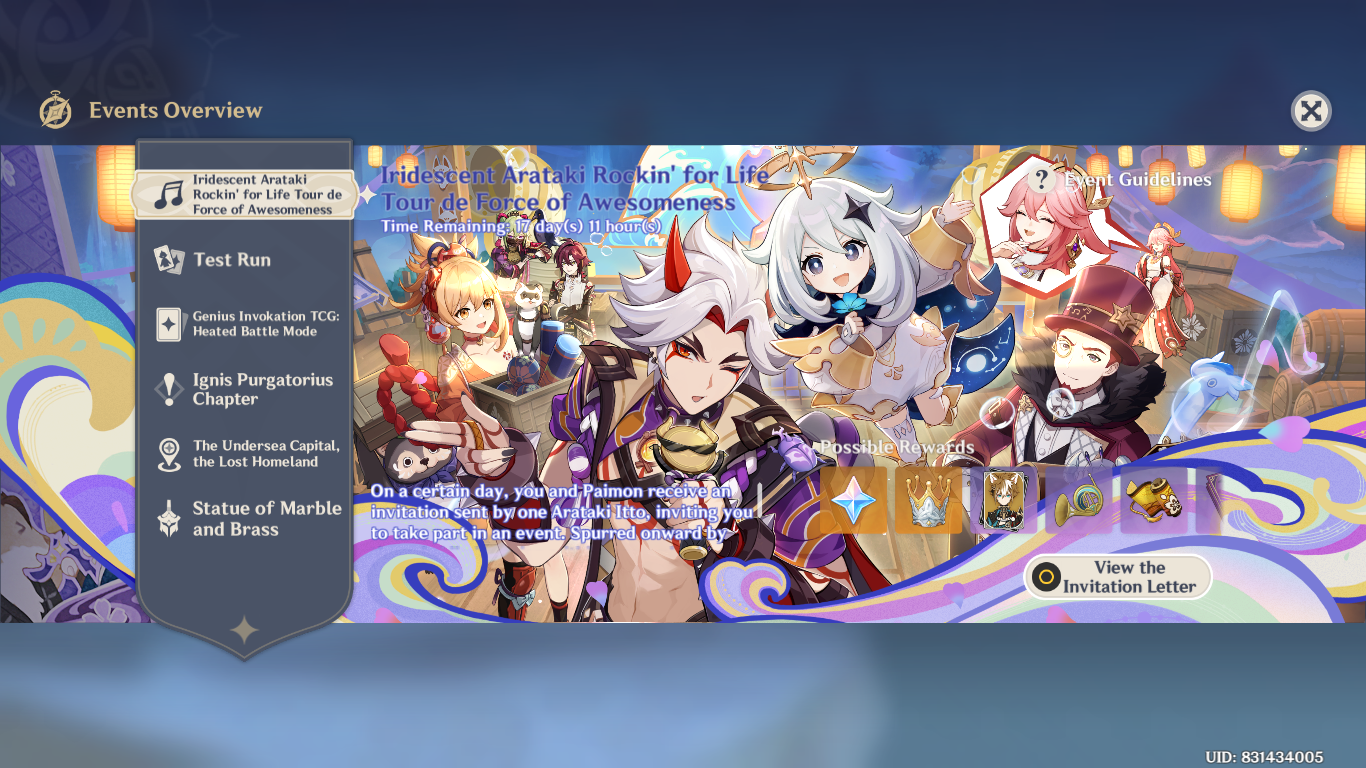 Events Overview
Iridescent Arataki
Rockin' for Life Tour de
Force of Awesomeness
Test Run
Genius Invokation TCG:
Heated Battle Mode
Ignis Purgatorius
Chapter
The Undersea Capital,
the Lost Homeland
Statue of Marble
and Brass
Iridescent Arataki Rockin' for Life
Tour de Force of Awesomeness
Time Remaining: 17 day(s) 11 hour(s)
? Event Guidelines
On a certain day, you and Paimon receive an
invitation sent by one Arataki Itto, inviting you
to take part in an event. Spurred onward by
Possible Rewards
View the
Invitation Letter
UID: 831434005